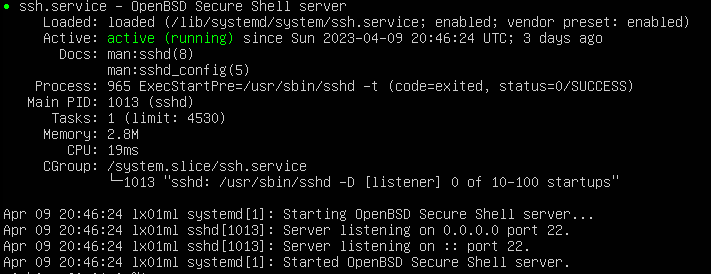 ● ssh.service - OpenBSD Secure Shell server
Loaded: loaded (/lib/systemd/system/ssh.service; enabled; vendor preset: enabled)
Active: active (running) since Sun 2023-04-09 20:46:24 UTC; 3 days ago
Docs: man:sshd(8)
man:sshd_config(5)
Process: 965 ExecStartPre=/usr/sbin/sshd -t (code=exited, status=0/SUCCESS)
Main PID: 1013 (sshd)
Tasks: 1 (limit: 4530)
Memory: 2.8M
CPU: 19ms
CGroup: /system.slice/ssh.service
└─1013 "sshd: /usr/sbin/sshd -D [listener] 0 of 10-100 startups"
Apr 09 20:46:24 lx01ml systemd[1]: Starting OpenBSD Secure Shell server...
Apr 09 20:46:24 lx01ml sshd[1013]: Server listening on 0.0.0.0 port 22.
Apr 09 20:46:24 lx01ml sshd[1013]: Server listening on :: port 22.
Apr 09 20:46:24 lx01ml systemd[1]: Started OpenBSD Secure Shell server.